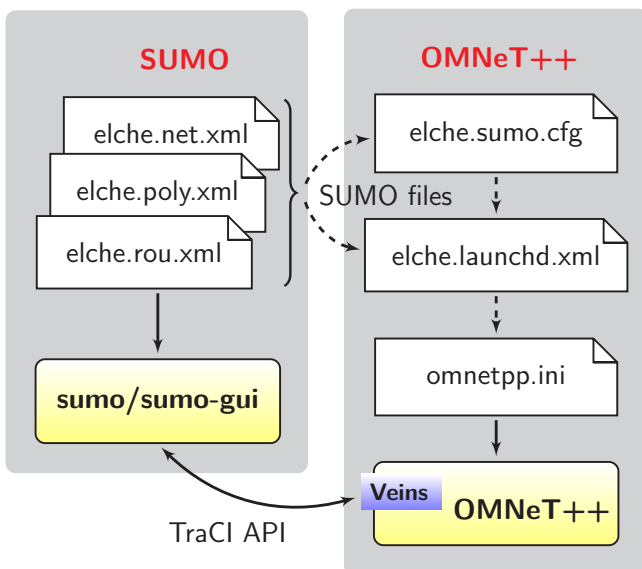 SUMO
elche.net.xml
elche.poly.xml
elche.rou.xml
sumo/sumo-gui
SUMO files
OMNeT++
elche.sumo.cfg
elche.launchd.xml
omnetpp.ini
Veins
OMNeT++
TraCI API